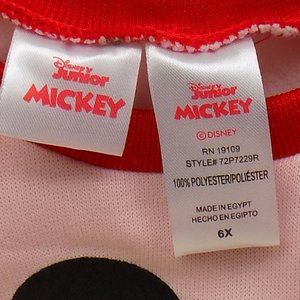 Disney
Junior
MICKEY
Disney
Junior
MICKEY
© DISNEY
RN 19109
STYLE# 72P7229R
100% POLYESTER/POLIÉSTER
MADE IN EGYPT
HECHO EN EGIPTO
6X